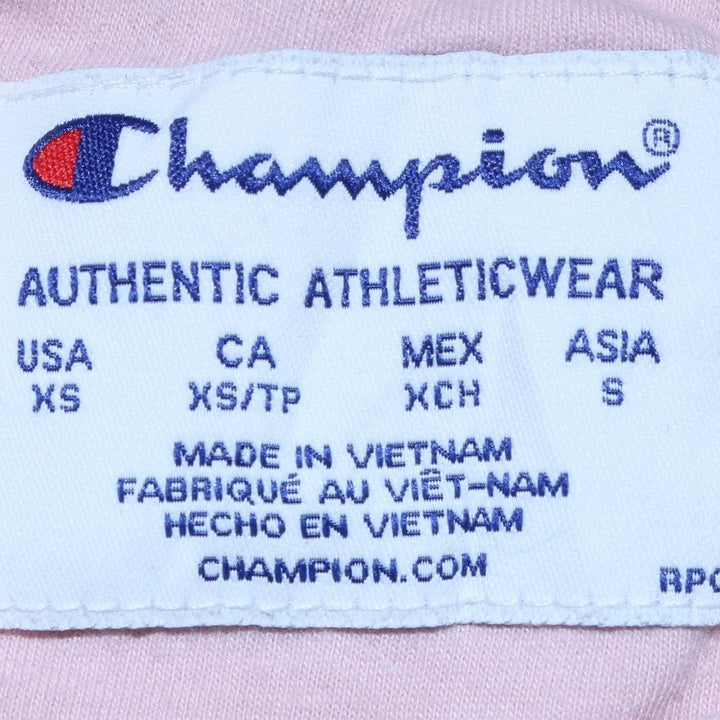 Champion®
AUTHENTIC ATHLETICWEAR
USA CA MEX ASIA
XS XS/TP XCH S
MADE IN VIETNAM
FABRIQUÉ AU VIÊT-NAM
HECHO EN VIETNAM
CHAMPION.COM